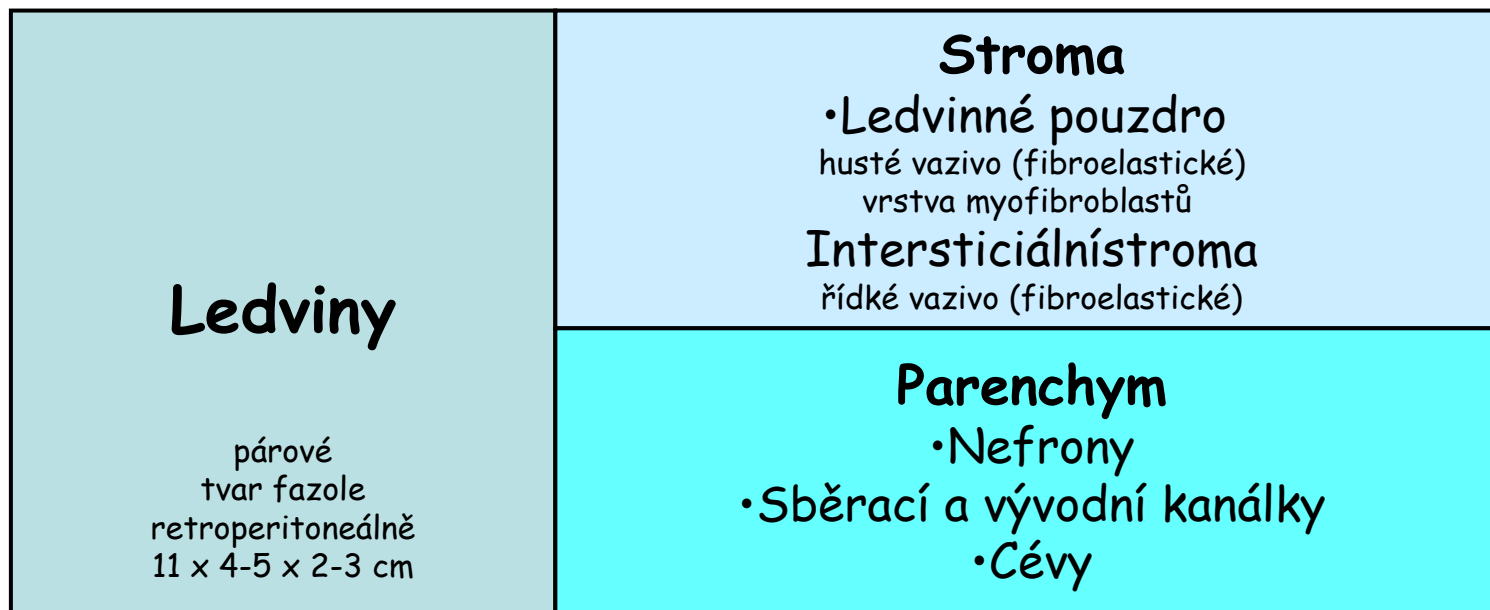 Ledviny
párové
tvar fazole
retroperitoneálně
11 x 4-5 x 2-3 cm
Stroma
•Ledvinné pouzdro
husté vazivo (fibroelastické)
vrstva myofibroblastů
Intersticiálnístroma
řídké vazivo (fibroelastické)
Parenchym
•Nefrony
•Sběrací a vývodní kanálky
•Cévy